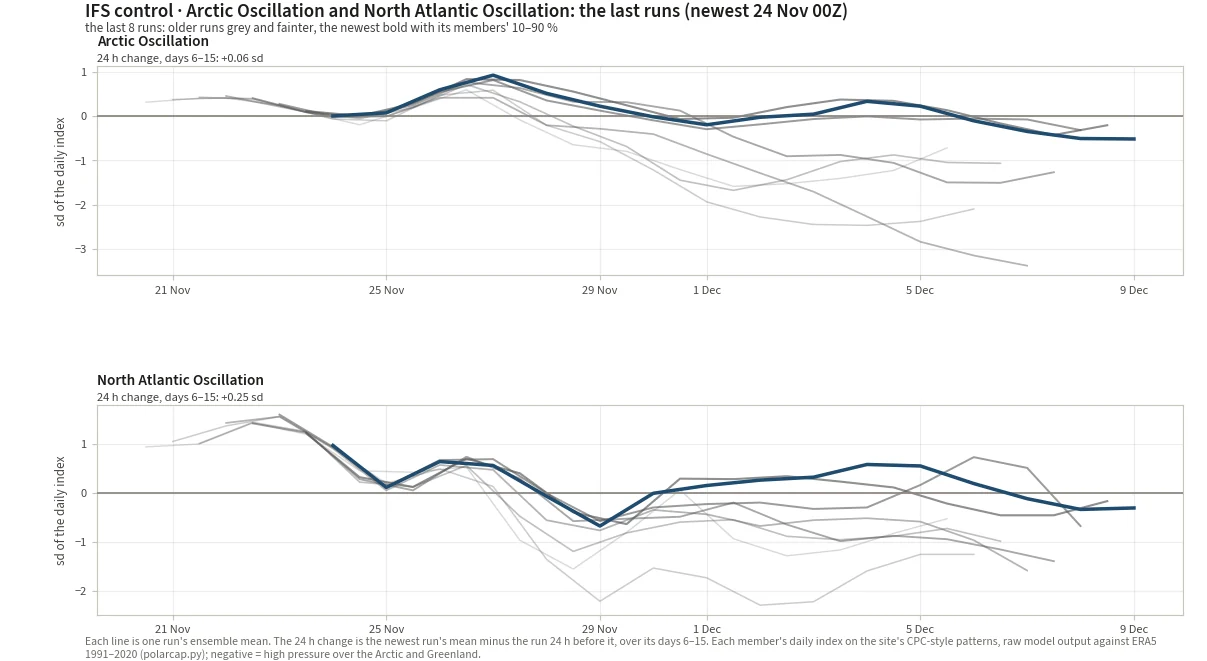 IFS control · Arctic Oscillation and North Atlantic Oscillation: the last runs (newest 24 Nov 00Z)
the last 8 runs: older runs grey and fainter, the newest bold with its members' 10–90 %
Arctic Oscillation
24 h change, days 6–15: +0.06 sd
sd of the daily index
1
0
−1
−2
−3
21 Nov
25 Nov
29 Nov
1 Dec
5 Dec
9 Dec
North Atlantic Oscillation
24 h change, days 6–15: +0.25 sd
sd of the daily index
1
0
−1
−2
21 Nov
25 Nov
29 Nov
1 Dec
5 Dec
9 Dec
Each line is one run's ensemble mean. The 24 h change is the newest run's mean minus the run 24 h before it, over its days 6–15. Each member's daily index on the site's CPC-style patterns, raw model output against ERA5
1991–2020 (polarcap.py); negative = high pressure over the Arctic and Greenland.